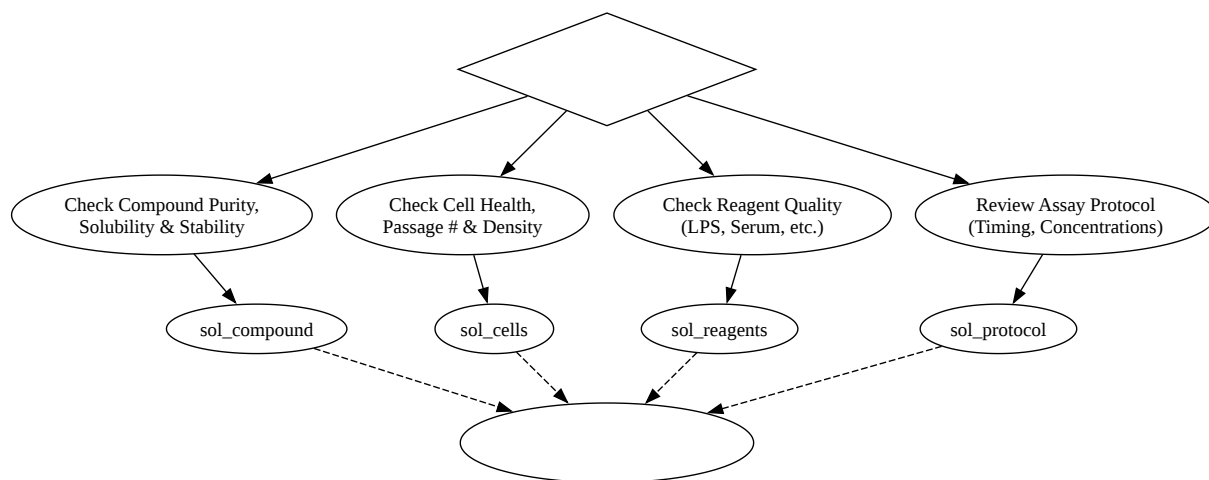 Check Compound Purity,
Solubility & Stability
Check Cell Health,
Passage # & Density
Check Reagent Quality
(LPS, Serum, etc.)
Review Assay Protocol
(Timing, Concentrations)
sol_compound
sol_cells
sol_reagents
sol_protocol